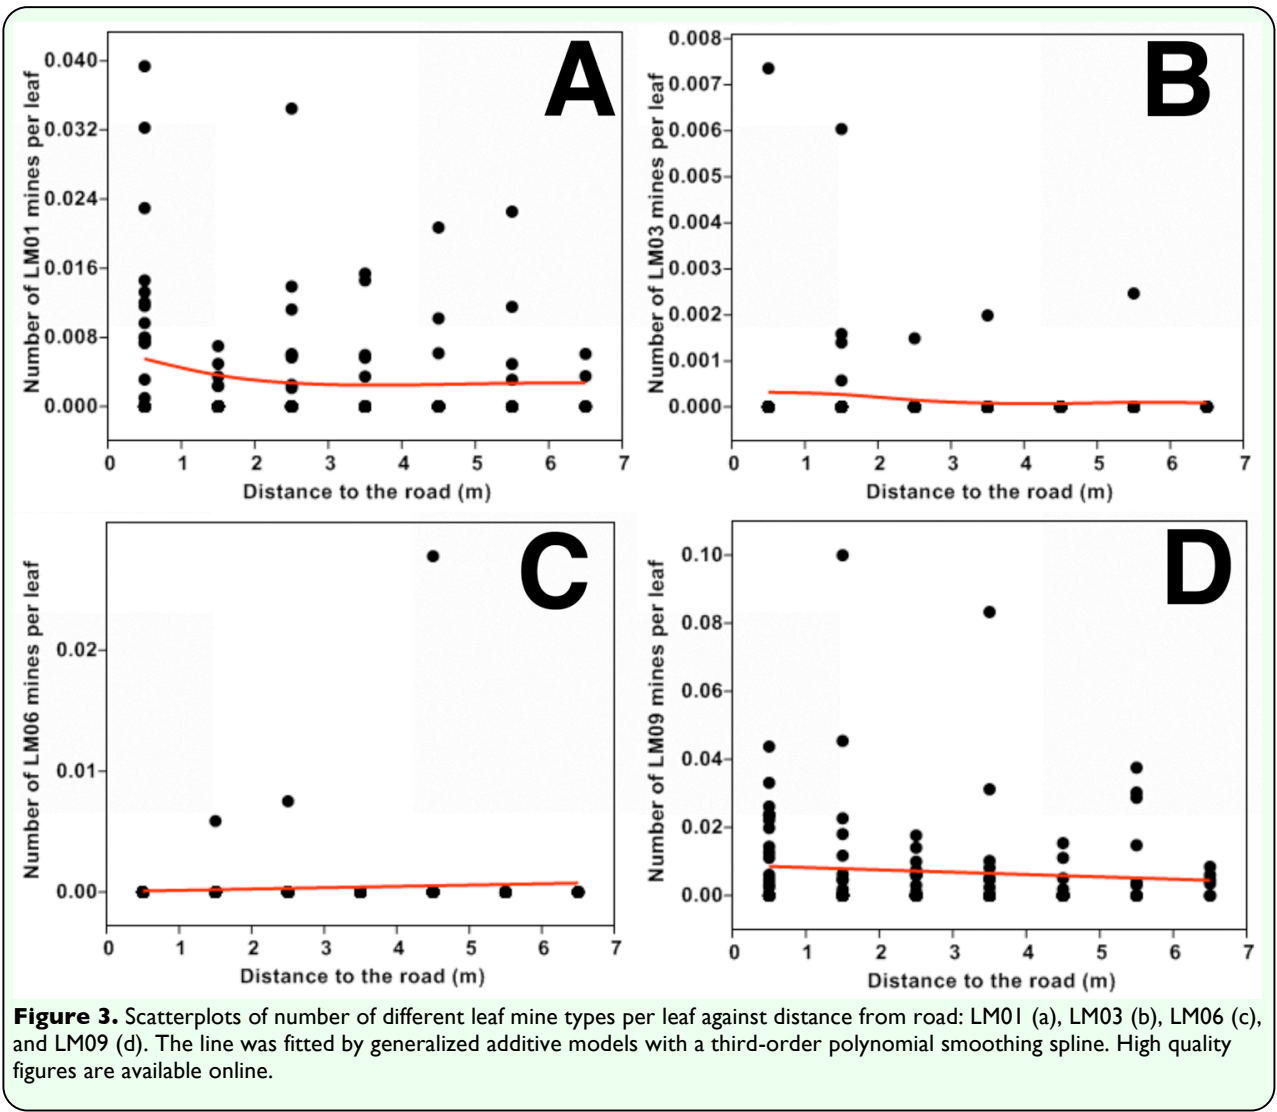 A
Number of LM01 mines per leaf
0.040
0.032
0.024
0.016
0.008
0.000
0 1 2 3 4 5 6 7
Distance to the road (m)
B
Number of LM03 mines per leaf
0.008
0.007
0.006
0.005
0.004
0.003
0.002
0.001
0.000
0 1 2 3 4 5 6 7
Distance to the road (m)
C
Number of LM06 mines per leaf
0.02
0.01
0.00
0 1 2 3 4 5 6 7
Distance to the road (m)
D
Number of LM09 mines per leaf
0.10
0.08
0.06
0.04
0.02
0.00
0 1 2 3 4 5 6 7
Distance to the road (m)
Figure 3. Scatterplots of number of different leaf mine types per leaf against distance from road: LM01 (a), LM03 (b), LM06 (c),
and LM09 (d). The line was fitted by generalized additive models with a third-order polynomial smoothing spline. High quality
figures are available online.